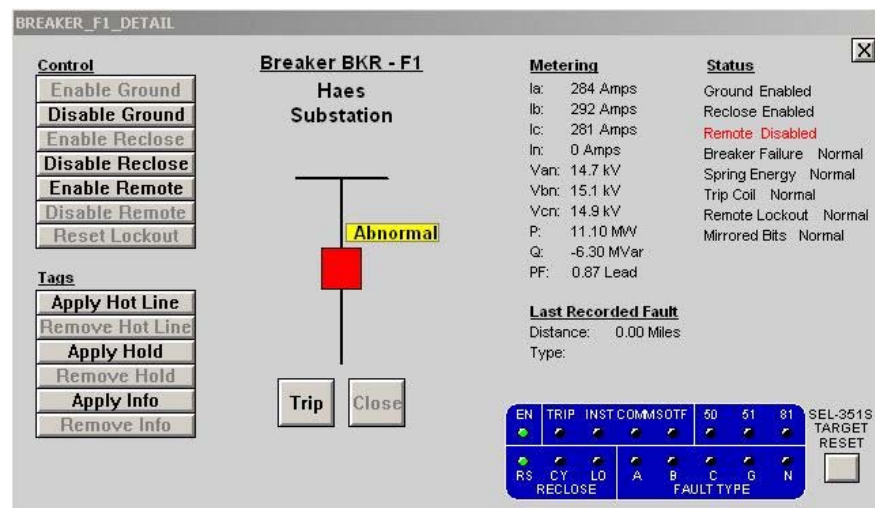 BREAKER_F1_DETAIL
X
Control
Enable Ground
Disable Ground
Enable Reclose
Disable Reclose
Enable Remote
Disable Remote
Reset Lockout
Tags
Apply Hot Line
Remove Hot Line
Apply Hold
Remove Hold
Apply Info
Remove Info
Breaker BKR - F1
Haes
Substation
Abnormal
Trip Close
Metering
Ia: 284 Amps
Ib: 292 Amps
Ic: 281 Amps
In: 0 Amps
Van: 14.7 kV
Vbn: 15.1 kV
Vcn: 14.9 kV
P: 11.10 MW
Q: -6.30 MVar
PF: 0.87 Lead
Last Recorded Fault
Distance: 0.00 Miles
Type:
Status
Ground Enabled
Reclose Enabled
Remote Disabled
Breaker Failure Normal
Spring Energy Normal
Trip Coil Normal
Remote Lockout Normal
Mirrored Bits Normal
EN TRIP INST COMM SOTF 50 51 81
RS CY LO A B C G N
RECLOSE FAULT TYPE
SEL-351S
TARGET
RESET